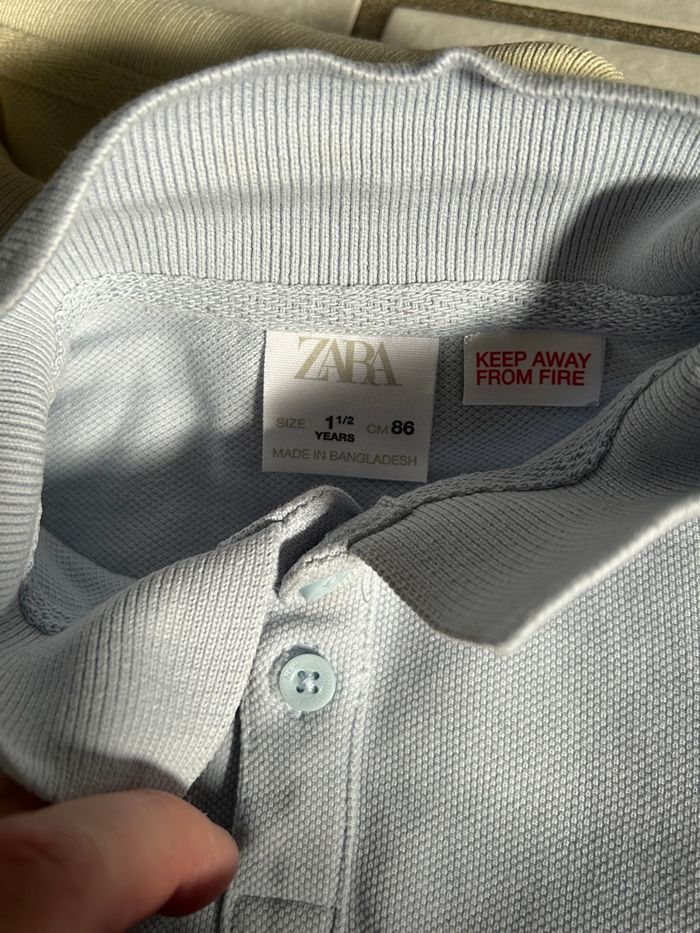 ZARA
SIZE 1 1/2 YEARS CM 86
MADE IN BANGLADESH
KEEP AWAY
FROM FIRE